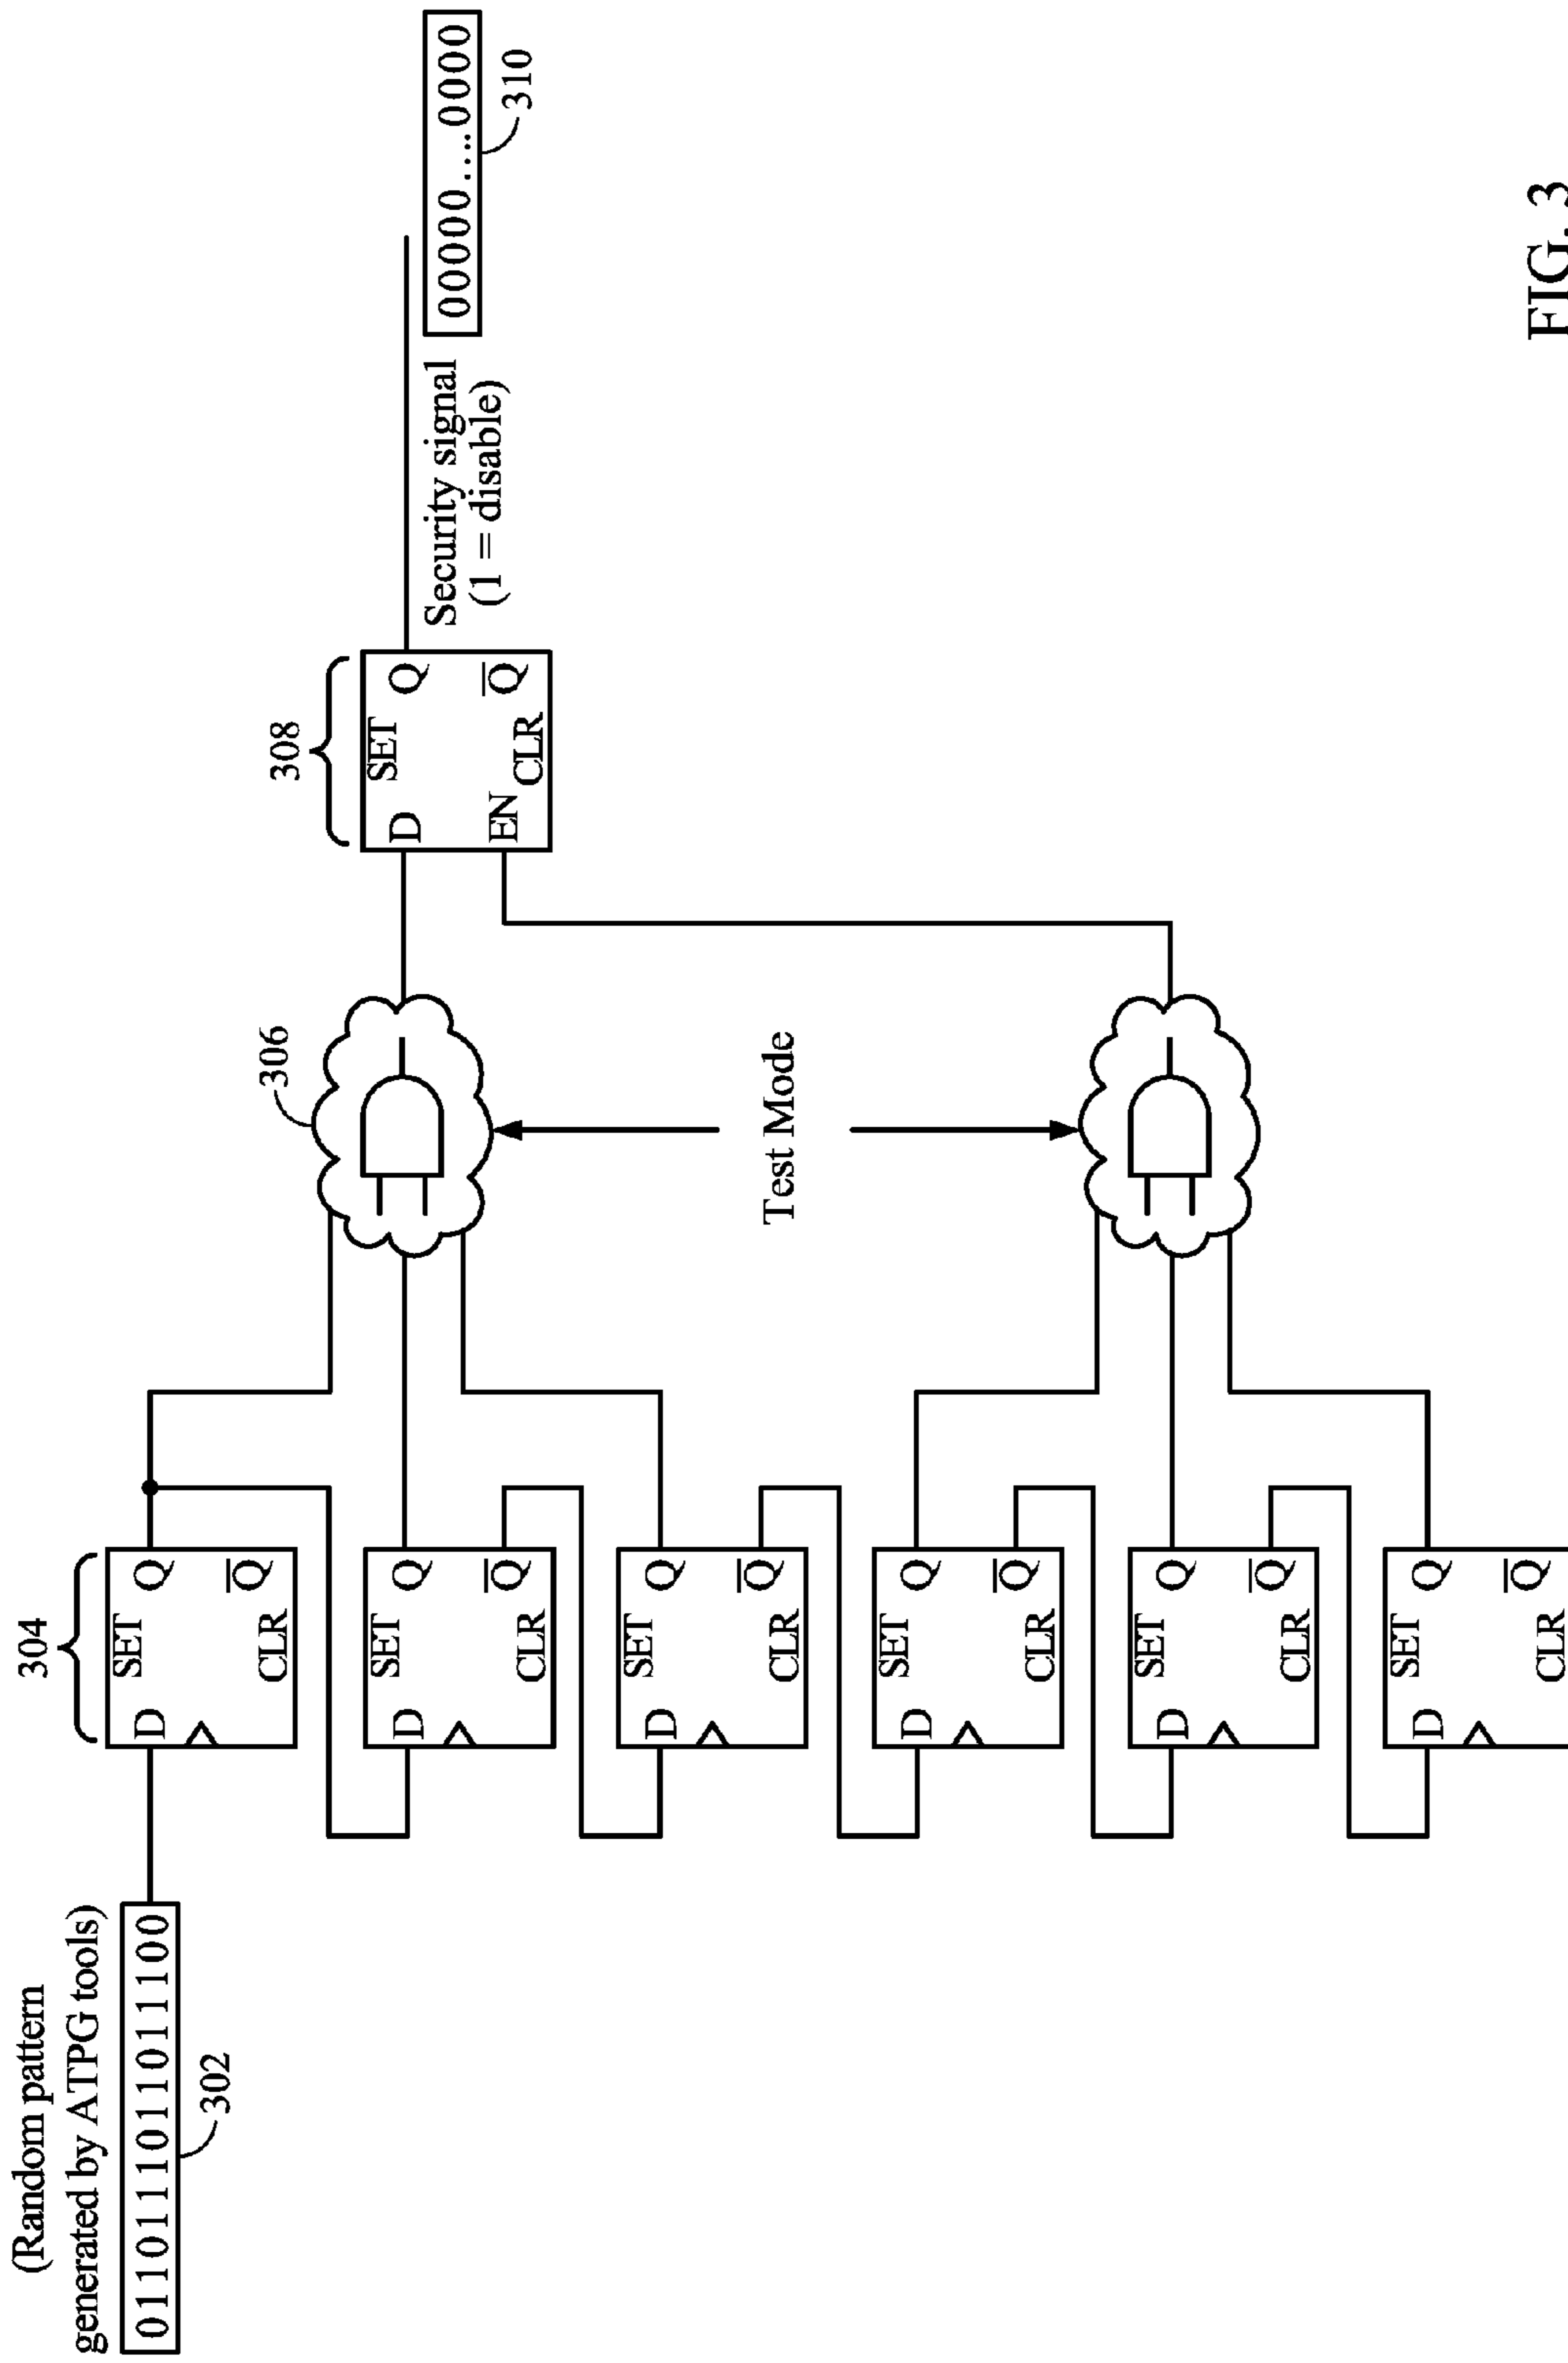 (Random pattern
generated by ATPG tools)
0110111011011100
302
304
D SET Q
CLR Q
D SET Q
CLR Q
D SET Q
CLR Q
D SET Q
CLR Q
D SET Q
CLR Q
D SET Q
CLR Q
306
Test Mode
308
D SET Q
EN CLR Q
Security signal
(1 = disable)
00000....0000
310
FIG. 3